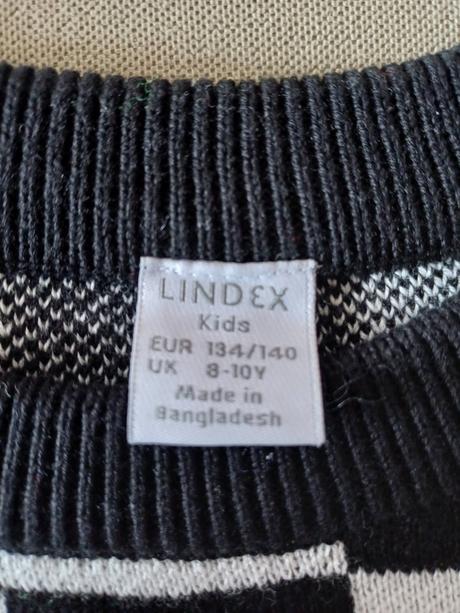 LINDEX
Kids
EUR 134/140
UK 8-10Y
Made in
Bangladesh